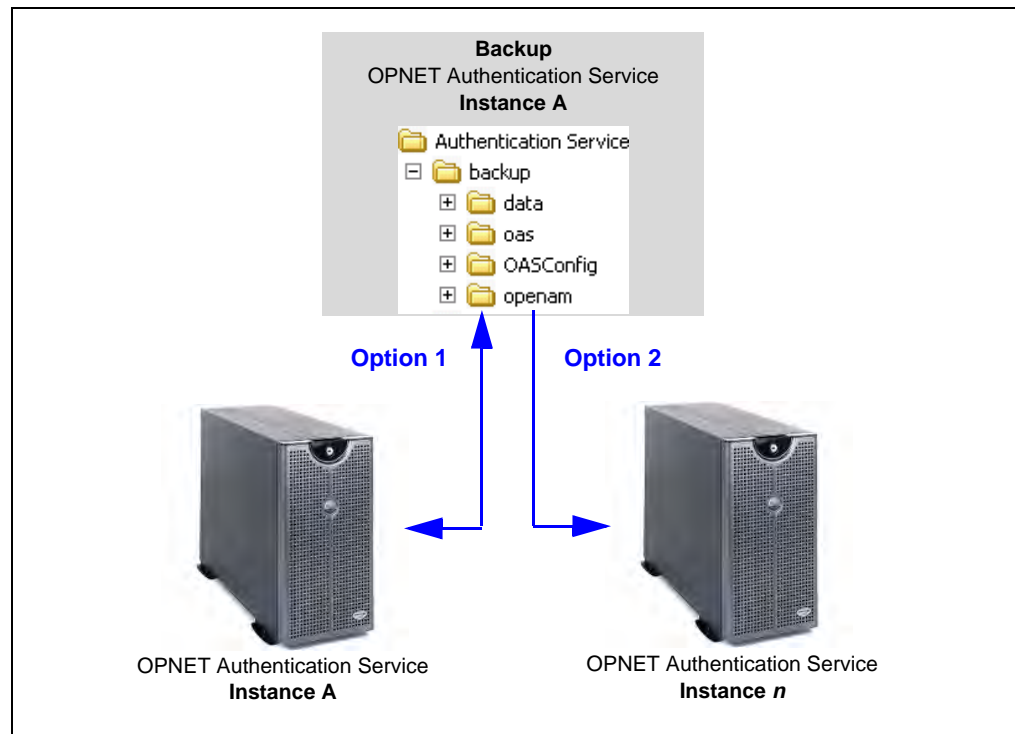 Backup
OPNET Authentication Service
Instance A
Authentication Service
backup
data
oas
OASConfig
openam
Option 1
Option 2
OPNET Authentication Service
Instance A
OPNET Authentication Service
Instance n